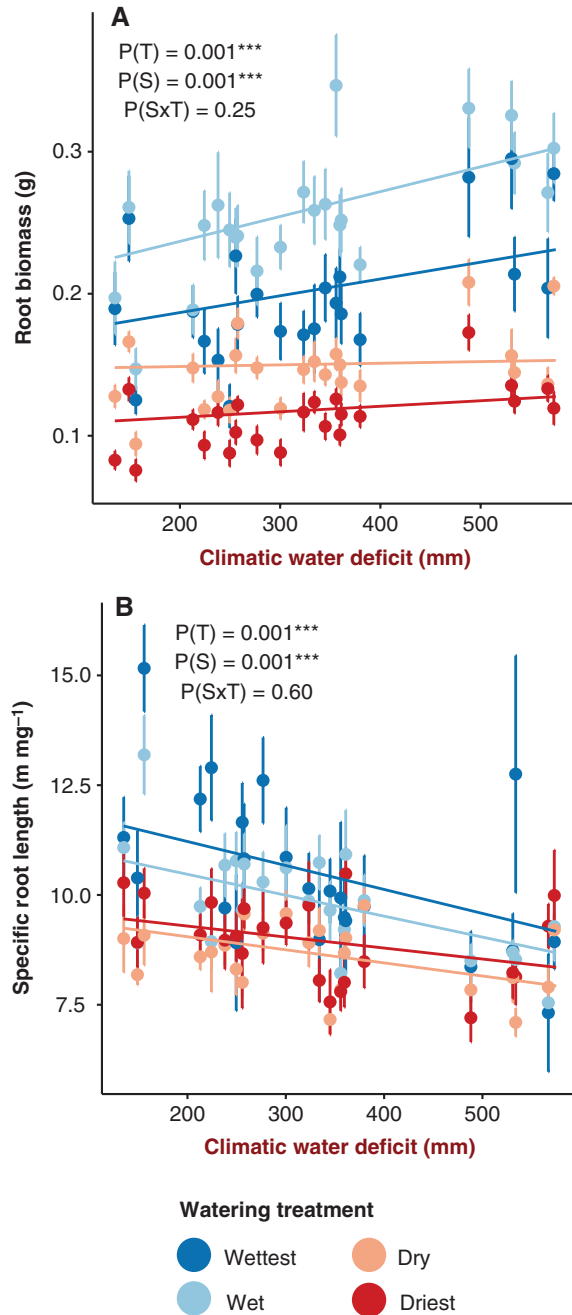 A
P(T) = 0.001***
P(S) = 0.001***
P(SxT) = 0.25
Root biomass (g)
0.3
0.2
0.1
200 300 400 500
Climatic water deficit (mm)
B
P(T) = 0.001***
P(S) = 0.001***
P(SxT) = 0.60
Specific root length (m mg⁻¹)
15.0
12.5
10.0
7.5
200 300 400 500
Climatic water deficit (mm)
Watering treatment
Wettest Dry
Wet Driest